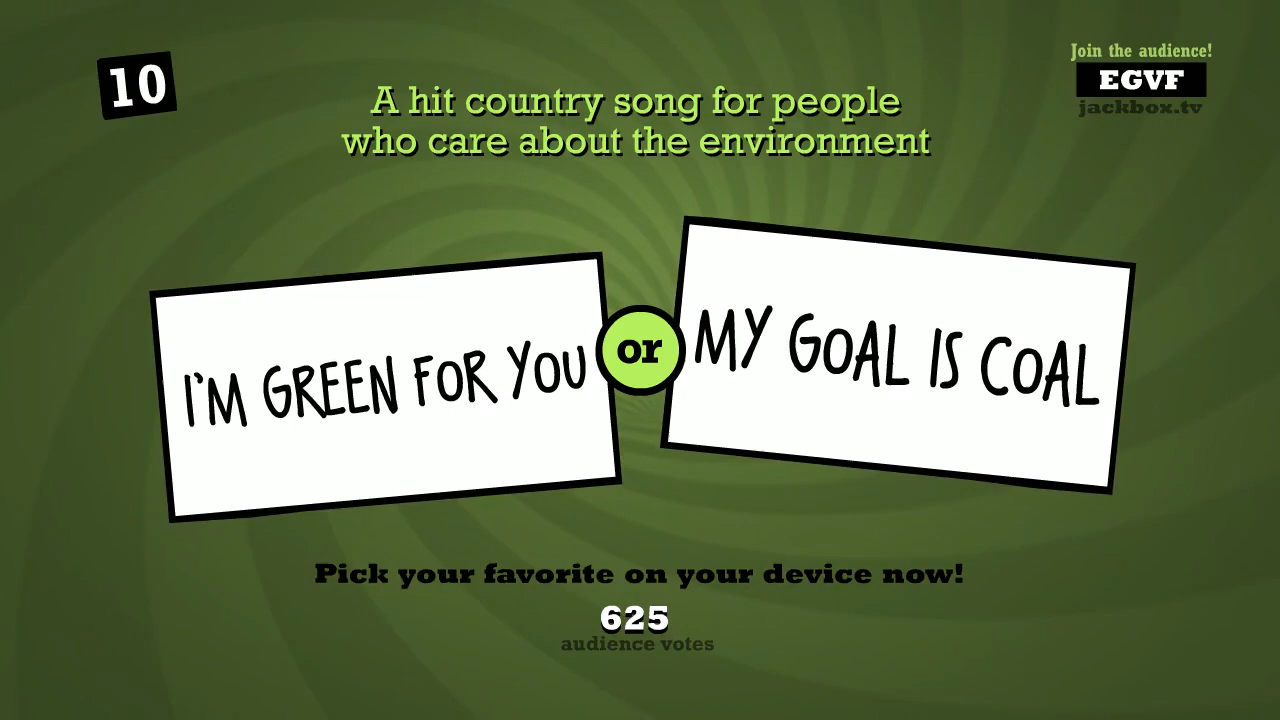 10
Join the audience!
EGVF
jackbox.tv
A hit country song for people
who care about the environment
I'M GREEN FOR YOU
or
MY GOAL IS COAL
Pick your favorite on your device now!
625
audience votes